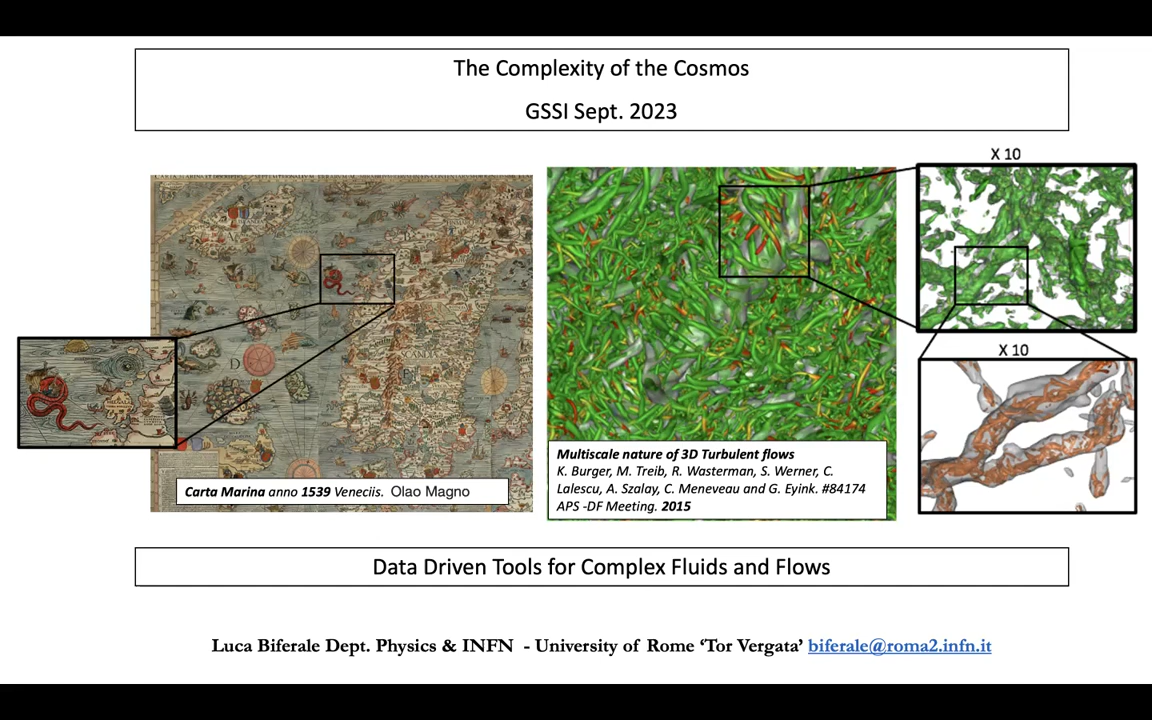 The Complexity of the Cosmos
GSSI Sept. 2023
X 10
X 10
SCANDIA
D
Carta Marina anno 1539 Veneciis. Olao Magno
Multiscale nature of 3D Turbulent flows
K. Burger, M. Treib, R. Wasterman, S. Werner, C.
Lalescu, A. Szalay, C. Meneveau and G. Eyink. #84174
APS -DF Meeting. 2015
Data Driven Tools for Complex Fluids and Flows
Luca Biferale Dept. Physics & INFN - University of Rome ‘Tor Vergata’ biferale@roma2.infn.it